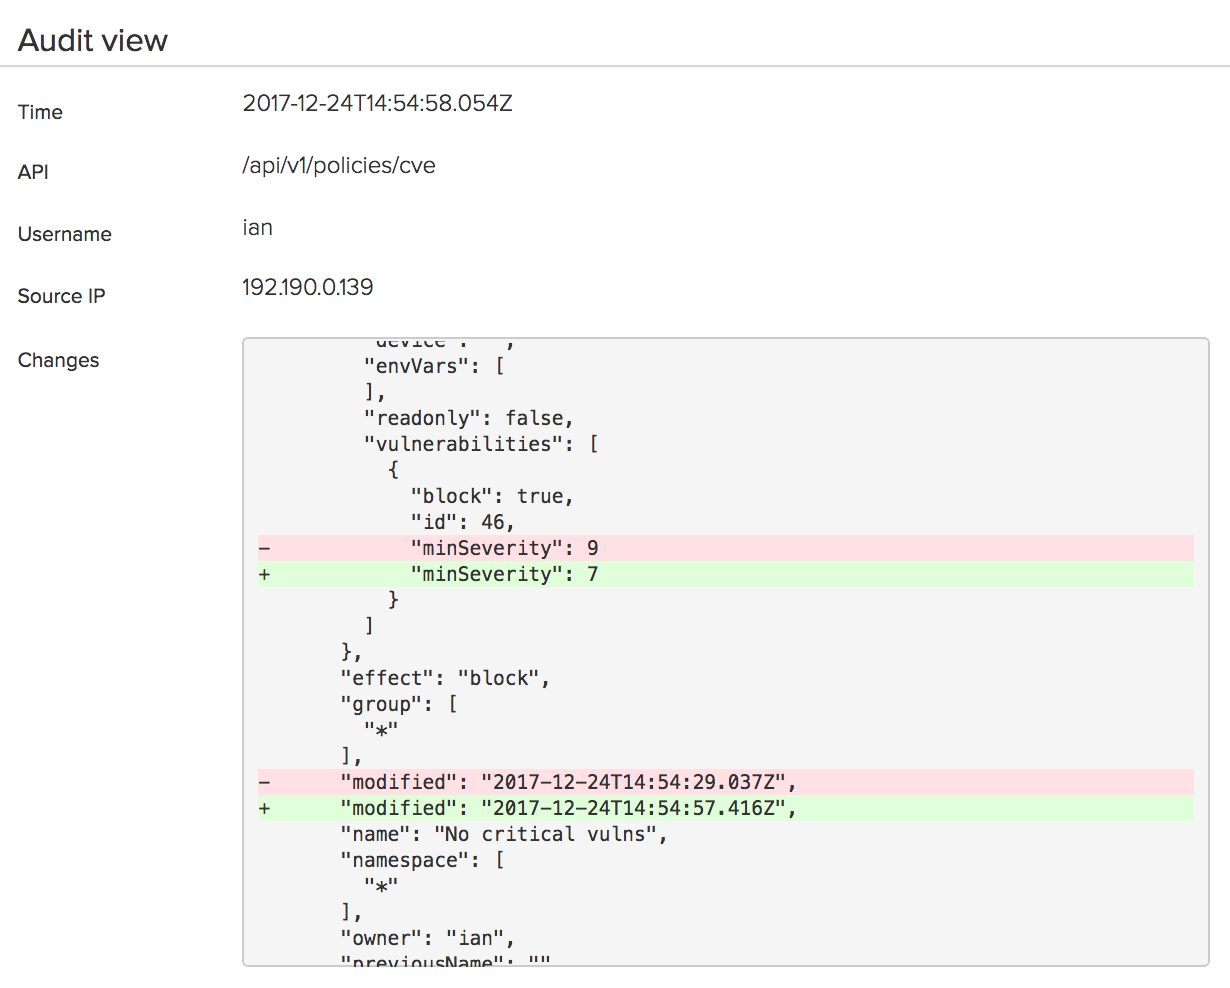 Audit view
Time
2017-12-24T14:54:58.054Z
API
/api/v1/policies/cve
Username
ian
Source IP
192.190.0.139
Changes
"device": "",
"envVars": [
],
"readonly": false,
"vulnerabilities": [
{
"block": true,
"id": 46,
- "minSeverity": 9
+ "minSeverity": 7
}
]
},
"effect": "block",
"group": [
"*"
],
- "modified": "2017-12-24T14:54:29.037Z",
+ "modified": "2017-12-24T14:54:57.416Z",
"name": "No critical vulns",
"namespace": [
"*"
],
"owner": "ian",
"previousName": ""